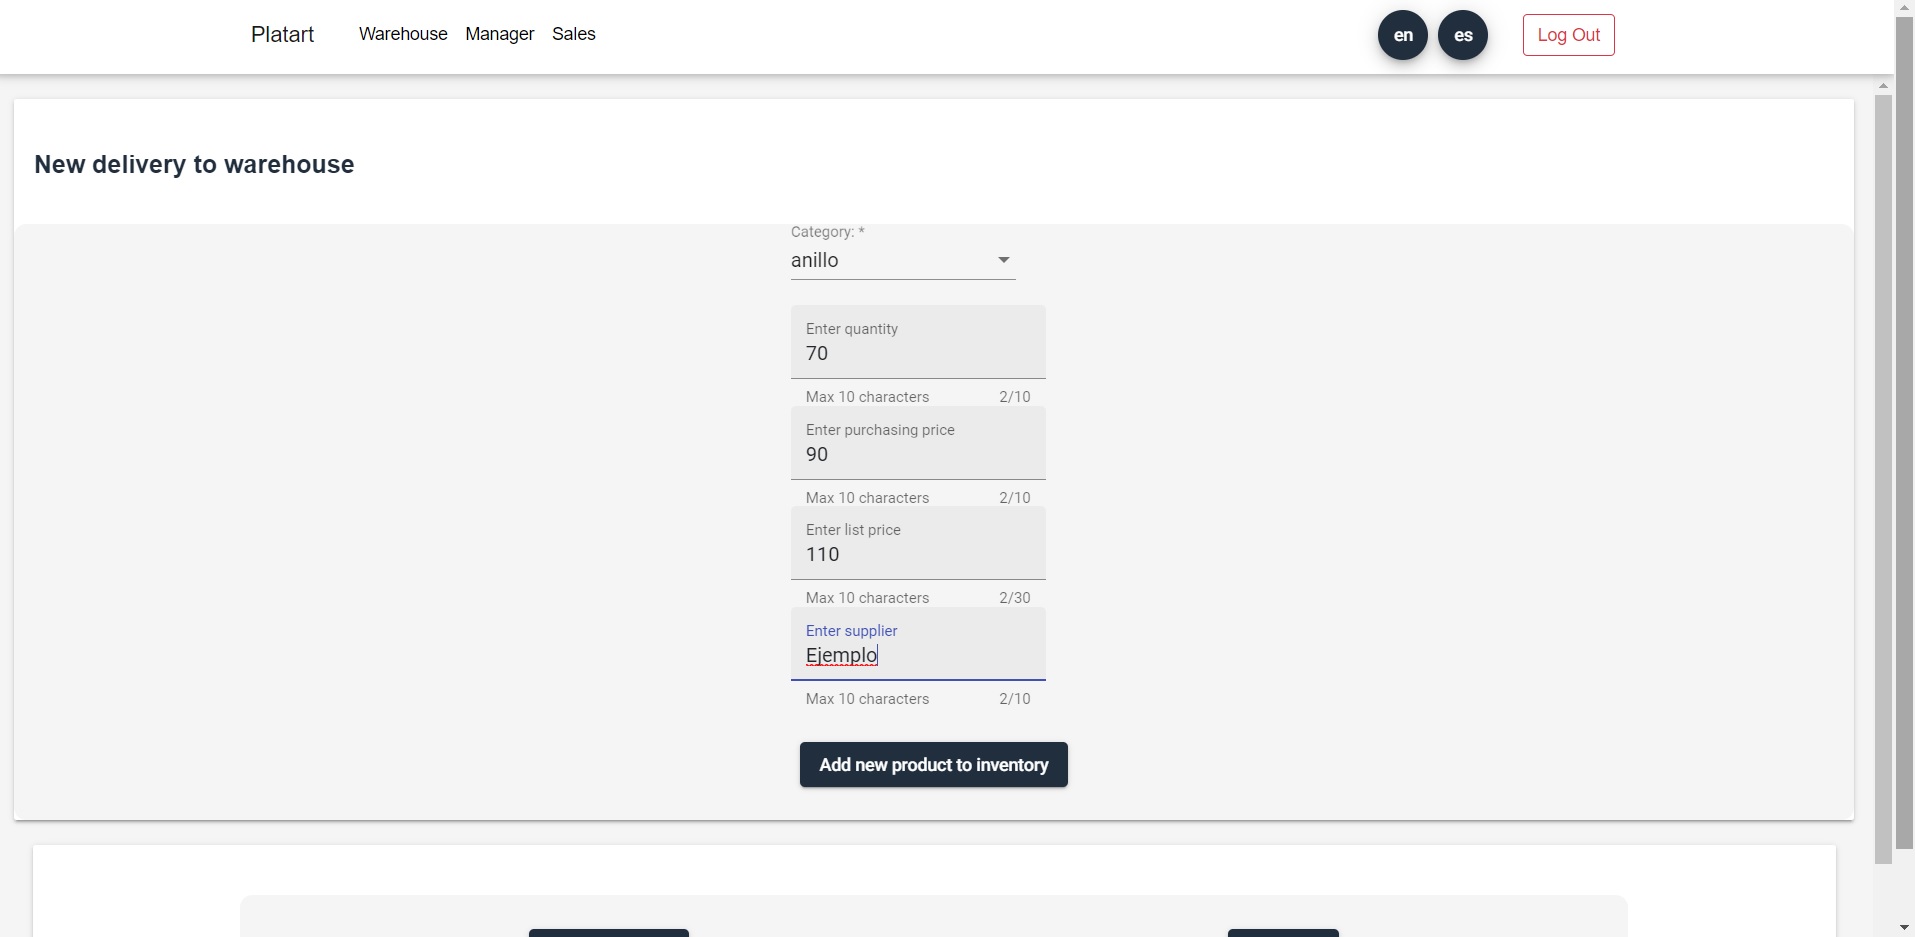 Platart Warehouse Manager Sales en es Log Out
New delivery to warehouse
Category: *
anillo
Enter quantity
70
Max 10 characters 2/10
Enter purchasing price
90
Max 10 characters 2/10
Enter list price
110
Max 10 characters 2/30
Enter supplier
Ejemplo
Max 10 characters 2/10
Add new product to inventory